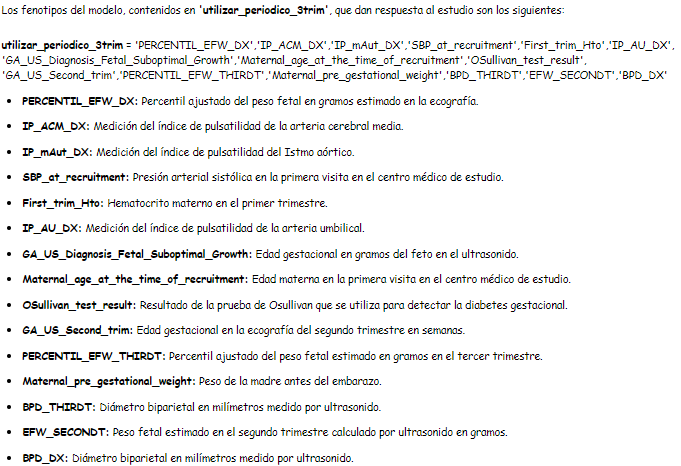 Los fenotipos del modelo, contenidos en 'utilizar_periodico_3trim', que dan respuesta al estudio son los siguientes:
utilizar_periodico_3trim = 'PERCENTIL_EFW_DX','IP_ACM_DX','IP_mAut_DX','SBP_at_recruitment','First_trim_Hto','IP_AU_DX',
'GA_US_Diagnosis_Fetal_Suboptimal_Growth','Maternal_age_at_the_time_of_recruitment','OSullivan_test_result',
'GA_US_Second_trim','PERCENTIL_EFW_THIRDT','Maternal_pre_gestational_weight','BPD_THIRDT','EFW_SECONDT','BPD_DX'
• PERCENTIL_EFW_DX: Percentil ajustado del peso fetal en gramos estimado en la ecografía.
• IP_ACM_DX: Medición del índice de pulsatilidad de la arteria cerebral media.
• IP_mAut_DX: Medición del índice de pulsatilidad del Istmo aórtico.
• SBP_at_recruitment: Presión arterial sistólica en la primera visita en el centro médico de estudio.
• First_trim_Hto: Hematocrito materno en el primer trimestre.
• IP_AU_DX: Medición del índice de pulsatilidad de la arteria umbilical.
• GA_US_Diagnosis_Fetal_Suboptimal_Growth: Edad gestacional en gramos del feto en el ultrasonido.
• Maternal_age_at_the_time_of_recruitment: Edad materna en la primera visita en el centro médico de estudio.
• OSullivan_test_result: Resultado de la prueba de Osullivan que se utiliza para detectar la diabetes gestacional.
• GA_US_Second_trim: Edad gestacional en la ecografía del segundo trimestre en semanas.
• PERCENTIL_EFW_THIRDT: Percentil ajustado del peso fetal estimado en gramos en el tercer trimestre.
• Maternal_pre_gestational_weight: Peso de la madre antes del embarazo.
• BPD_THIRDT: Diámetro biparietal en milímetros medido por ultrasonido.
• EFW_SECONDT: Peso fetal estimado en el segundo trimestre calculado por ultrasonido en gramos.
• BPD_DX: Diámetro biparietal en milímetros medido por ultrasonido.